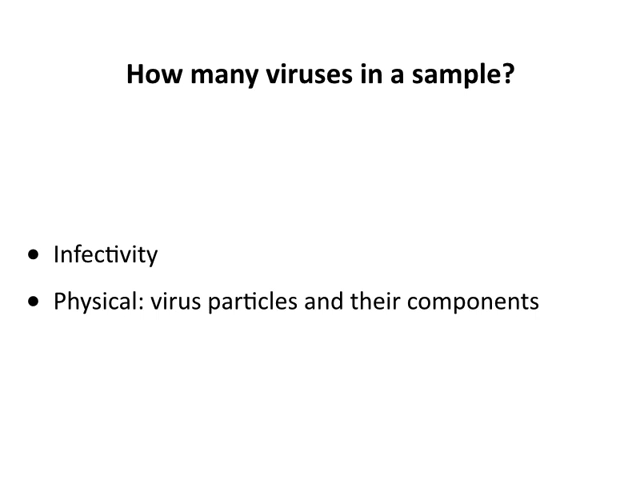 How many viruses in a sample?
• Infectivity
• Physical: virus particles and their components